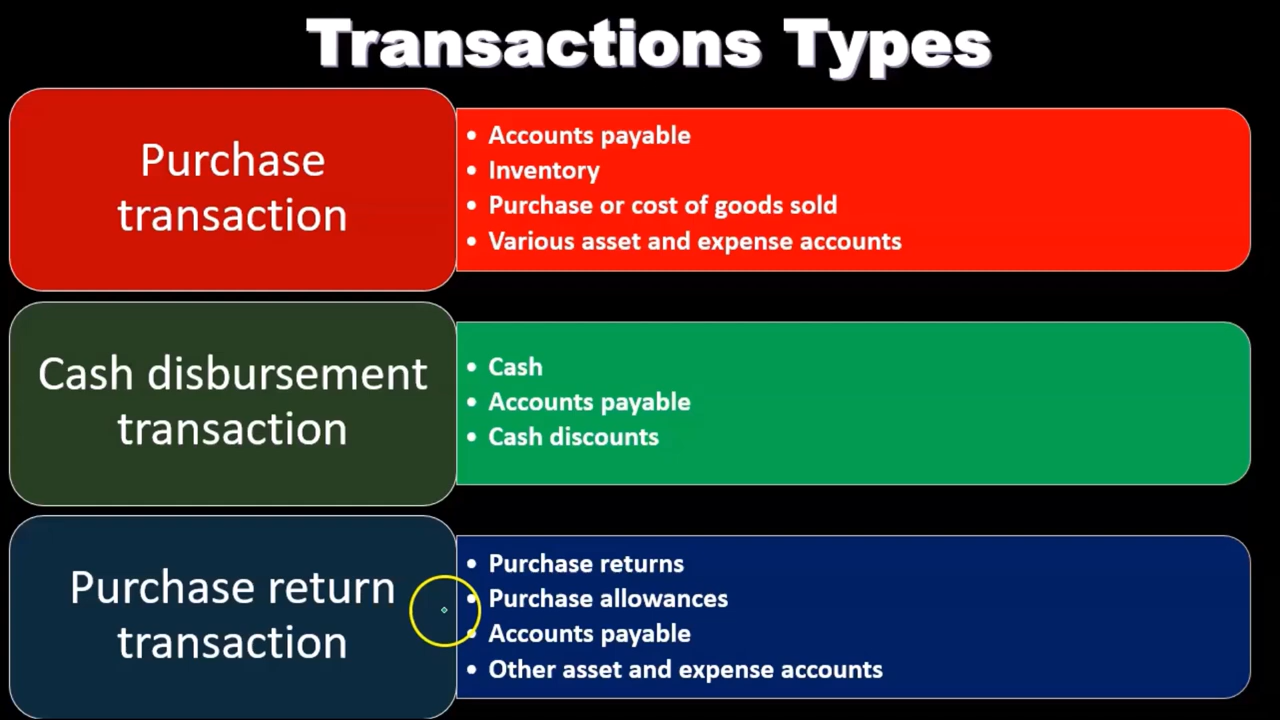 Transactions Types
Purchase
transaction
• Accounts payable
• Inventory
• Purchase or cost of goods sold
• Various asset and expense accounts
Cash disbursement
transaction
• Cash
• Accounts payable
• Cash discounts
Purchase return
transaction
• Purchase returns
• Purchase allowances
• Accounts payable
• Other asset and expense accounts